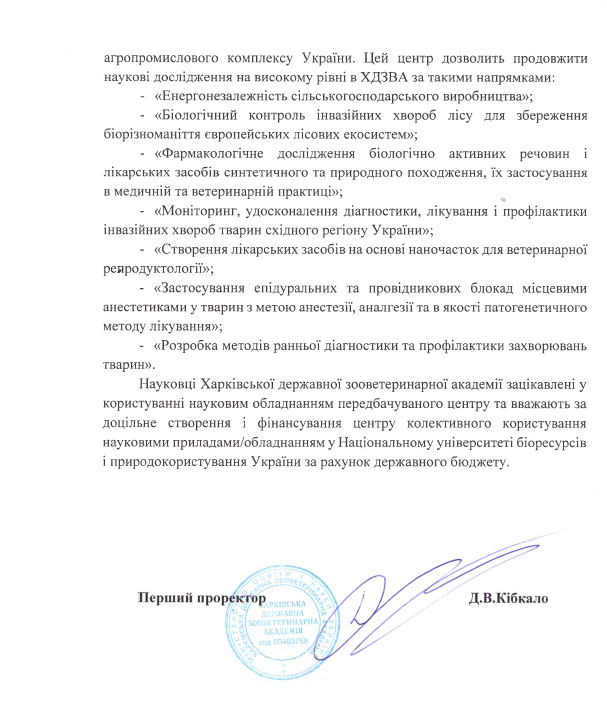 агропромислового комплексу України. Цей центр дозволить продовжити
наукові дослідження на високому рівні в ХДЗВА за такими напрямками:
- «Енергонезалежність сільськогосподарського виробництва»;
- «Біологічний контроль інвазійних хвороб лісу для збереження
біорізноманіття європейських лісових екосистем»;
- «Фармакологічне дослідження біологічно активних речовин і
лікарських засобів синтетичного та природного походження, їх застосування
в медичній та ветеринарній практиці»;
- «Моніторинг, удосконалення діагностики, лікування і профілактики
інвазійних хвороб тварин східного регіону України»;
- «Створення лікарських засобів на основі наночасток для ветеринарної
репродуктології»;
- «Застосування епідуральних та провідникових блокад місцевими
анестетиками у тварин з метою анестезії, аналгезії та в якості патогенетичного
методу лікування»;
- «Розробка методів ранньої діагностики та профілактики захворювань
тварин».
Науковці Харківської державної зооветеринарної академії зацікавлені у
користуванні науковим обладнанням передбачуваного центру та вважають за
доцільне створення і фінансування центру колективного користування
науковими приладами/обладнанням у Національному університеті біоресурсів
і природокористування України за рахунок державного бюджету.
Перший проректор
Д.В.Кібкало
ХАРКІВСЬКА
ДЕРЖАВНА
ЗООВЕТЕРИНАРНА
АКАДЕМІЯ
код 00493758